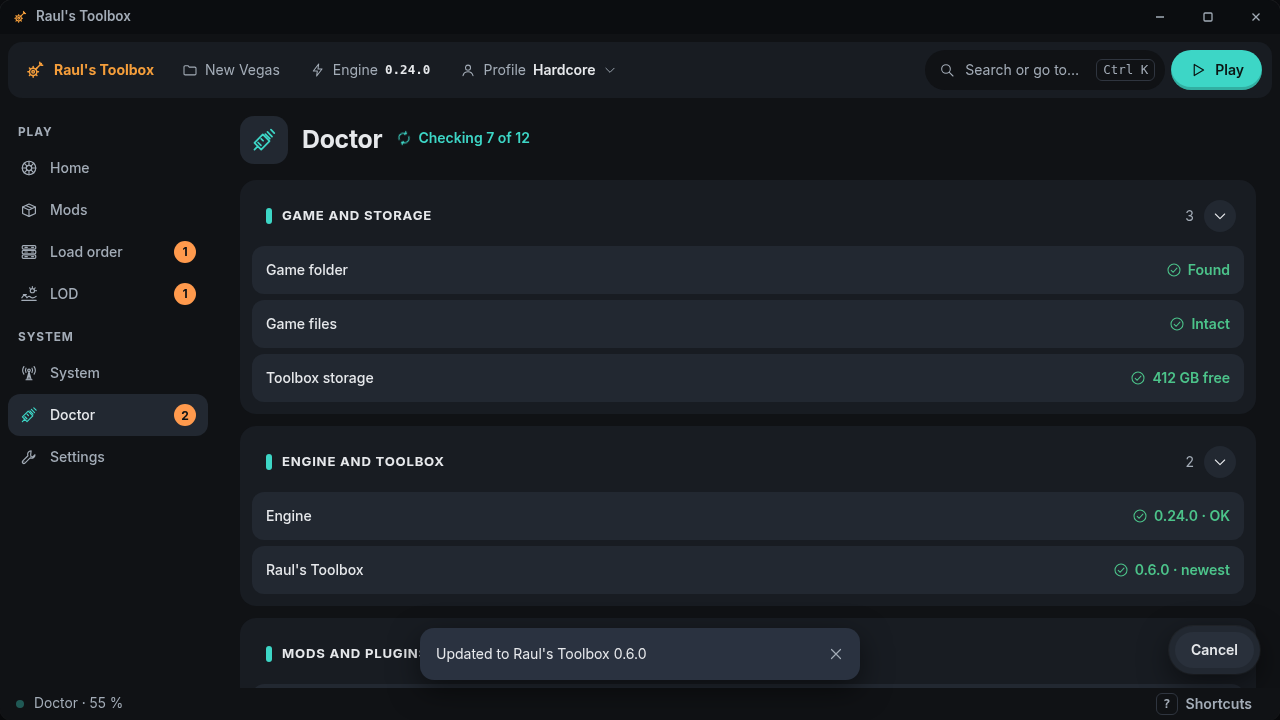 Raul's Toolbox
Raul's Toolbox
New Vegas
Engine 0.24.0
Profile Hardcore
Search or go to...
Ctrl K
Play
PLAY
Home
Mods
Load order 1
LOD 1
SYSTEM
System
Doctor 2
Settings
Doctor
Checking 7 of 12
GAME AND STORAGE 3
Game folder Found
Game files Intact
Toolbox storage 412 GB free
ENGINE AND TOOLBOX 2
Engine 0.24.0 · OK
Raul's Toolbox 0.6.0 · newest
MODS AND PLUGIN
Updated to Raul's Toolbox 0.6.0
Cancel
Doctor · 55 %
? Shortcuts